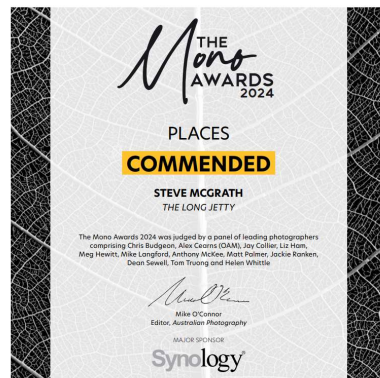 THE
Mono
AWARDS
2024
PLACES
COMMENDED
STEVE MCGRATH
THE LONG JETTY
The Mono Awards 2024 was judged by a panel of leading photographers
comprising Chris Budgeon, Alex Cearns (OAM), Jay Collier, Liz Ham,
Meg Hewitt, Mike Langford, Anthony McKee, Matt Palmer, Jackie Ranken,
Dean Sewell, Tom Truong and Helen Whittle
Mike O'Connor
Editor, Australian Photography
MAJOR SPONSOR
Synology®